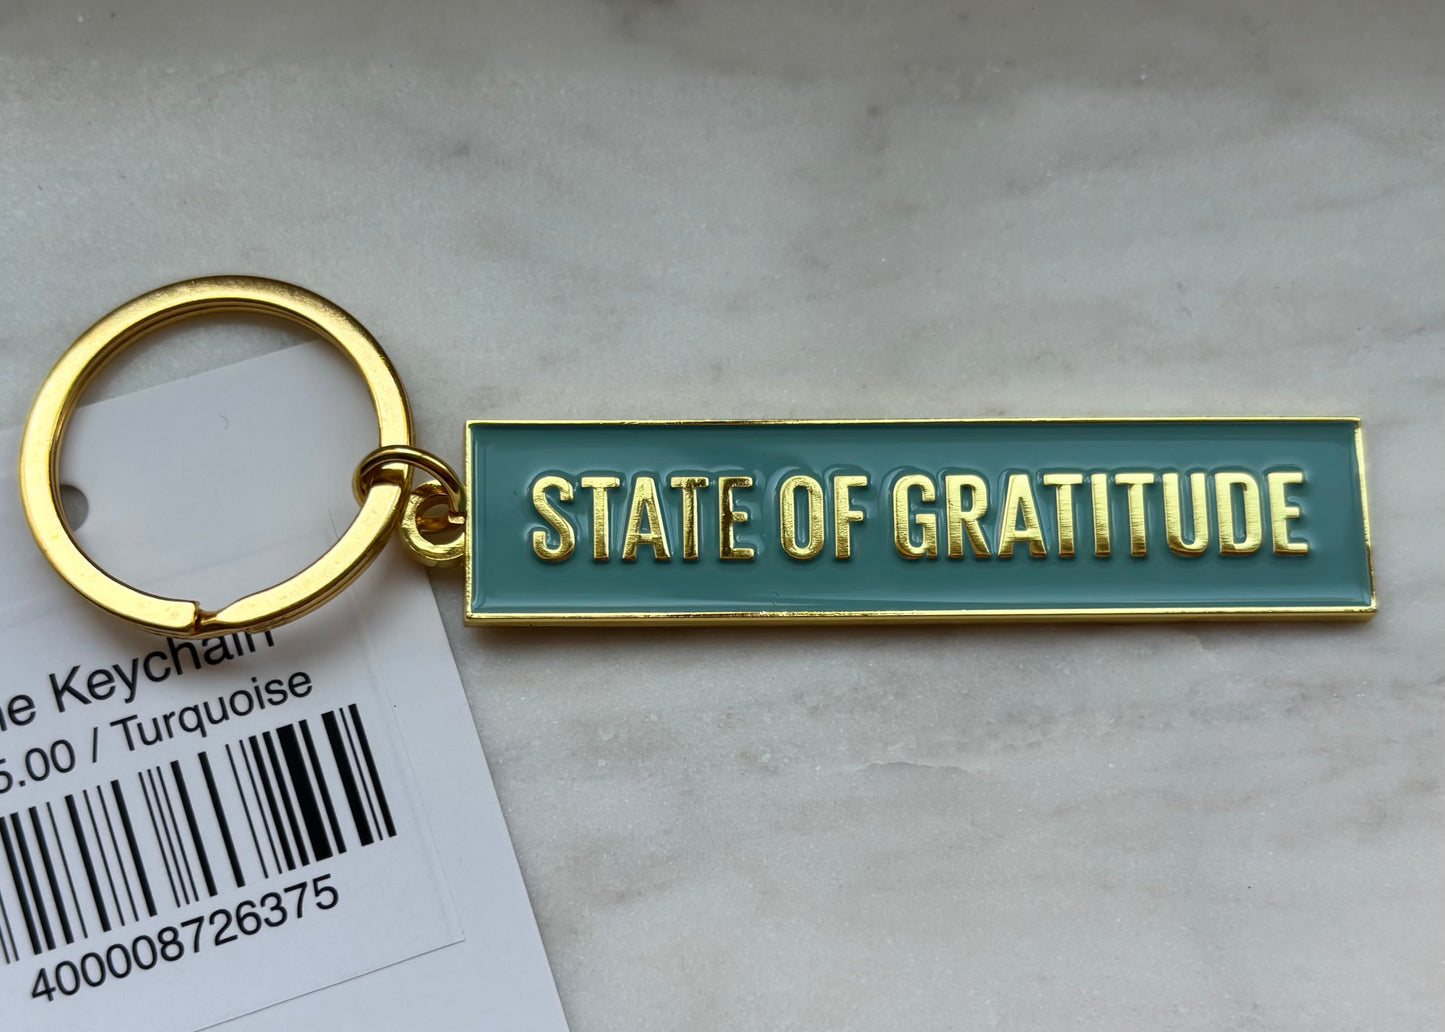 STATE OF GRATITUDE
Keychain
5.00 / Turquoise
400008726375